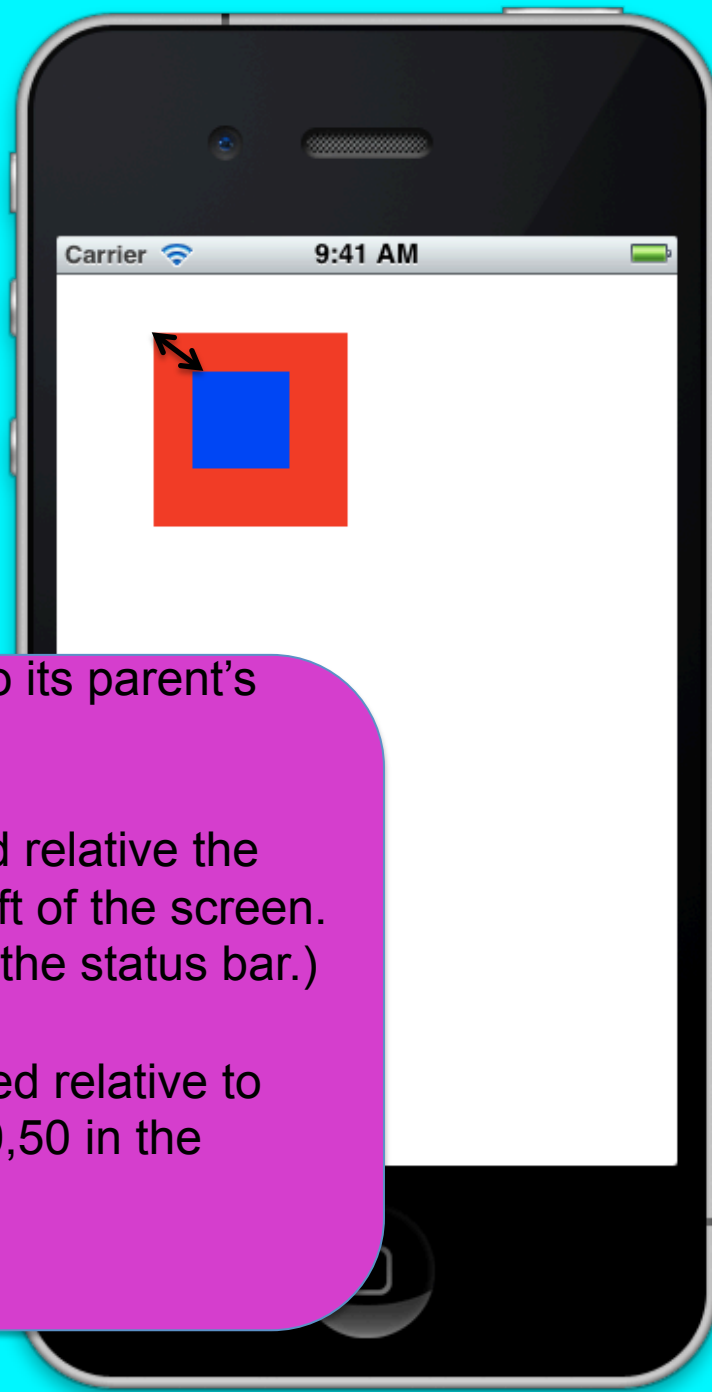 Carrier 9:41 AM
o its parent's
d relative the
ft of the screen.
the status bar.)
ed relative to
0,50 in the